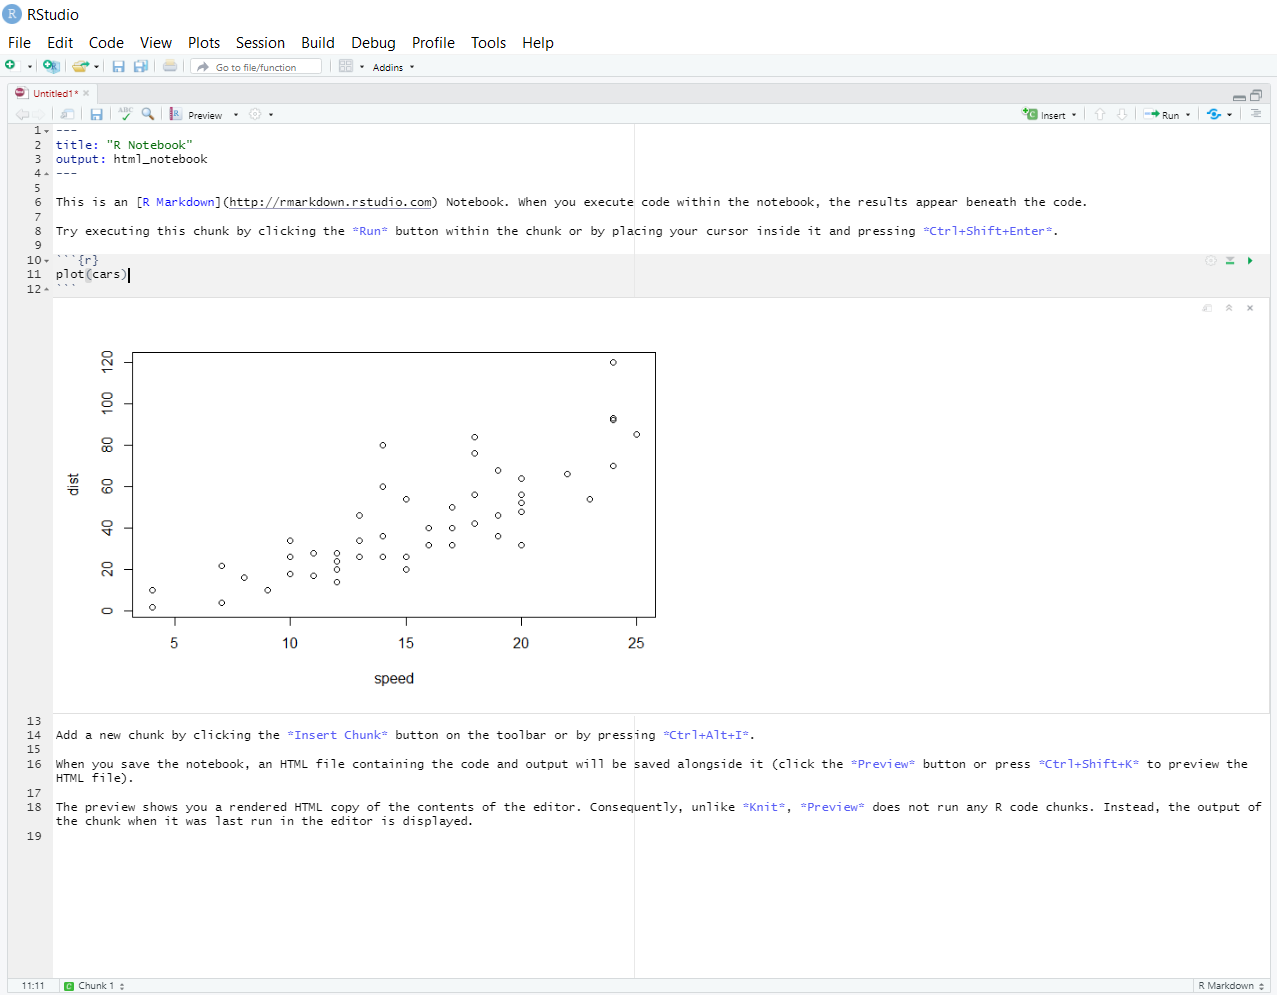 RStudio
File Edit Code View Plots Session Build Debug Profile Tools Help
Go to file/function Addins
Untitled1*
ABC Preview Insert Run
1 ---
2 title: "R Notebook"
3 output: html_notebook
4 ---
5
6 This is an [R Markdown](http://rmarkdown.rstudio.com) Notebook. When you execute code within the notebook, the results appear beneath the code.
7
8 Try executing this chunk by clicking the *Run* button within the chunk or by placing your cursor inside it and pressing *Ctrl+Shift+Enter*.
9
10 ```{r}
11 plot(cars)
12 ```
120
100
80
60
40
20
0
dist
5 10 15 20 25
speed
13
14 Add a new chunk by clicking the *Insert Chunk* button on the toolbar or by pressing *Ctrl+Alt+I*.
15
16 When you save the notebook, an HTML file containing the code and output will be saved alongside it (click the *Preview* button or press *Ctrl+Shift+K* to preview the
HTML file).
17
18 The preview shows you a rendered HTML copy of the contents of the editor. Consequently, unlike *Knit*, *Preview* does not run any R code chunks. Instead, the output of
the chunk when it was last run in the editor is displayed.
19
11:11 C Chunk 1 R Markdown